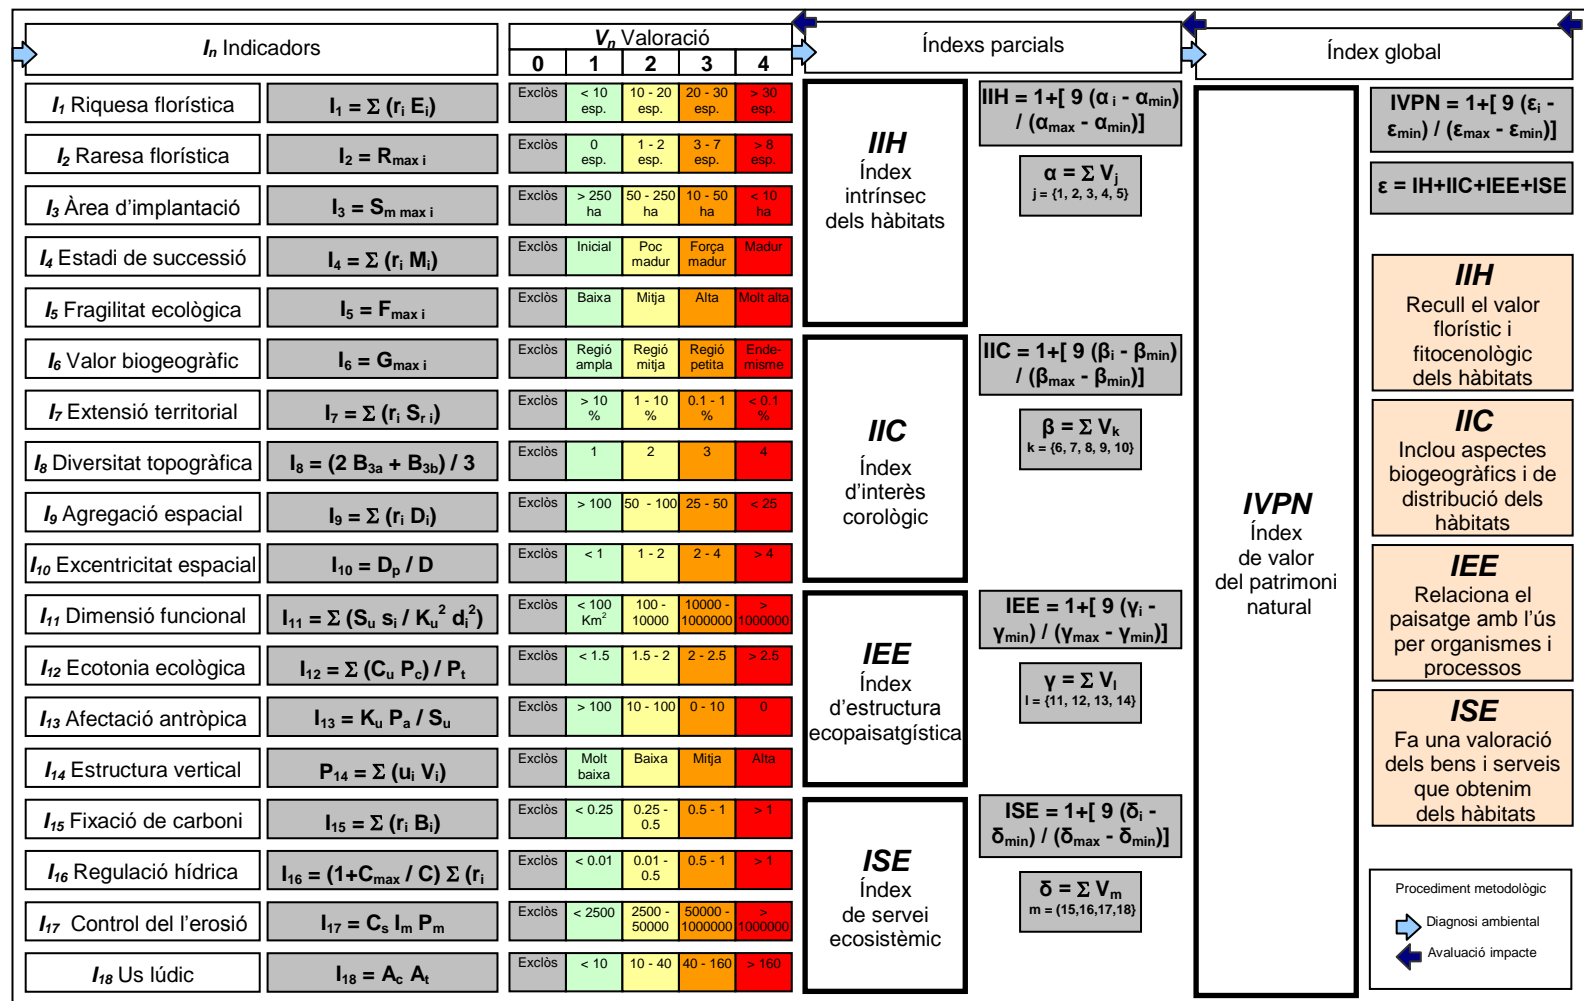 Iₙ Indicadors
Vₙ Valoració
0 1 2 3 4
Índexs parcials
Índex global
I₁ Riquesa florística
I₁ = Σ (rᵢ Eᵢ)
Exclòs
< 10
esp.
10 - 20
esp.
20 - 30
esp.
> 30
esp.
I₂ Raresa florística
I₂ = Rmax i
Exclòs
0
esp.
1 - 2
esp.
3 - 7
esp.
> 8
esp.
I₃ Àrea d'implantació
I₃ = Sm max i
Exclòs
> 250
ha
50 - 250
ha
10 - 50
ha
< 10
ha
I₄ Estadi de successió
I₄ = Σ (rᵢ Mᵢ)
Exclòs
Inicial
Poc
madur
Força
madur
Madur
I₅ Fragilitat ecològica
I₅ = Fmax i
Exclòs
Baixa
Mitja
Alta
Molt alta
I₆ Valor biogeogràfic
I₆ = Gmax i
Exclòs
Regió
ampla
Regió
mitja
Regió
petita
Ende-
misme
I₇ Extensió territorial
I₇ = Σ (rᵢ Sr i)
Exclòs
> 10
%
1 - 10
%
0.1 - 1
%
< 0.1
%
I₈ Diversitat topogràfica
I₈ = (2 B3a + B3b) / 3
Exclòs
1
2
3
4
I₉ Agregació espacial
I₉ = Σ (rᵢ Dᵢ)
Exclòs
> 100
50 - 100
25 - 50
< 25
I₁₀ Excentricitat espacial
I₁₀ = Dp / D
Exclòs
< 1
1 - 2
2 - 4
> 4
I₁₁ Dimensió funcional
I₁₁ = Σ (Su sᵢ / Ku² dᵢ²)
Exclòs
< 100
Km²
100 -
10000
10000 -
1000000
>
1000000
I₁₂ Ecotonia ecològica
I₁₂ = Σ (Cu Pc) / Pt
Exclòs
< 1.5
1.5 - 2
2 - 2.5
> 2.5
I₁₃ Afectació antròpica
I₁₃ = Ku Pa / Su
Exclòs
> 100
10 - 100
0 - 10
0
I₁₄ Estructura vertical
P₁₄ = Σ (uᵢ Vᵢ)
Exclòs
Molt
baixa
Baixa
Mitja
Alta
I₁₅ Fixació de carboni
I₁₅ = Σ (rᵢ Bᵢ)
Exclòs
< 0.25
0.25 -
0.5
0.5 - 1
> 1
I₁₆ Regulació hídrica
I₁₆ = (1+Cmax / C) Σ (rᵢ
Exclòs
< 0.01
0.01 -
0.5
0.5 - 1
> 1
I₁₇ Control del l'erosió
I₁₇ = Cs Im Pm
Exclòs
< 2500
2500 -
50000
50000 -
1000000
>
1000000
I₁₈ Us lúdic
I₁₈ = Ac At
Exclòs
< 10
10 - 40
40 - 160
> 160
IIH
Índex
intrínsec
dels hàbitats
IIH = 1+[ 9 (α i - αmin)
/ (αmax - αmin)]
α = Σ Vj
j = {1, 2, 3, 4, 5}
IIC
Índex
d'interès
corològic
IIC = 1+[ 9 (βi - βmin)
/ (βmax - βmin)]
β = Σ Vk
k = {6, 7, 8, 9, 10}
IEE
Índex
d'estructura
ecopaisatgística
IEE = 1+[ 9 (γi -
γmin) / (γmax - γmin)]
γ = Σ Vl
l = {11, 12, 13, 14}
ISE
Índex
de servei
ecosistèmic
ISE = 1+[ 9 (δi -
δmin) / (δmax - δmin)]
δ = Σ Vm
m = (15,16,17,18}
IVPN
Índex
de valor
del patrimoni
natural
IVPN = 1+[ 9 (εi -
εmin) / (εmax - εmin)]
ε = IH+IIC+IEE+ISE
IIH
Recull el valor
florístic i
fitocenològic
dels hàbitats
IIC
Inclou aspectes
biogeogràfics i de
distribució dels
hàbitats
IEE
Relaciona el
paisatge amb l'ús
per organismes i
processos
ISE
Fa una valoració
dels bens i serveis
que obtenim
dels hàbitats
Procediment metodològic
Diagnosi ambiental
Avaluació impacte